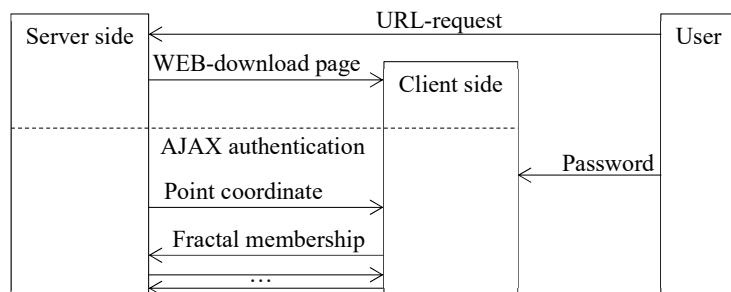 URL-request
Server side
User
WEB-download page
Client side
AJAX authentication
Password
Point coordinate
Fractal membership
...